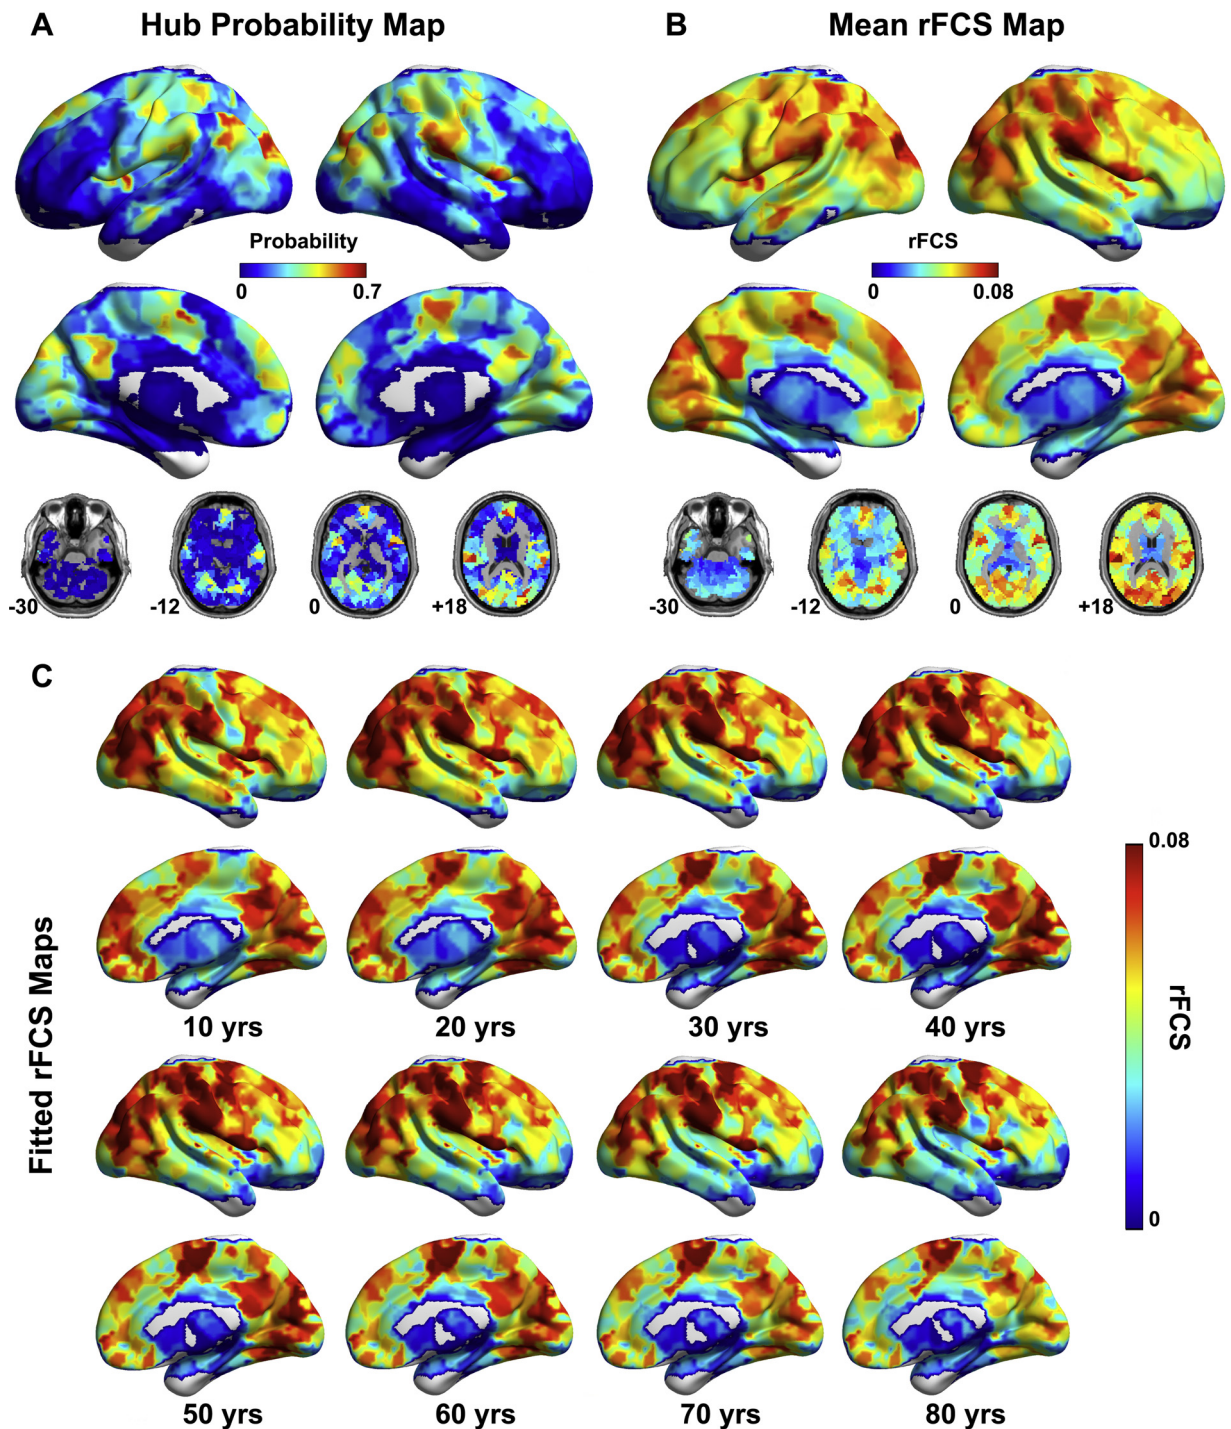 A Hub Probability Map
B Mean rFCS Map
Probability
0 0.7
rFCS
0 0.08
-30 -12 0 +18
-30 -12 0 +18
C
Fitted rFCS Maps
10 yrs 20 yrs 30 yrs 40 yrs
0.08
rFCS
0
50 yrs 60 yrs 70 yrs 80 yrs